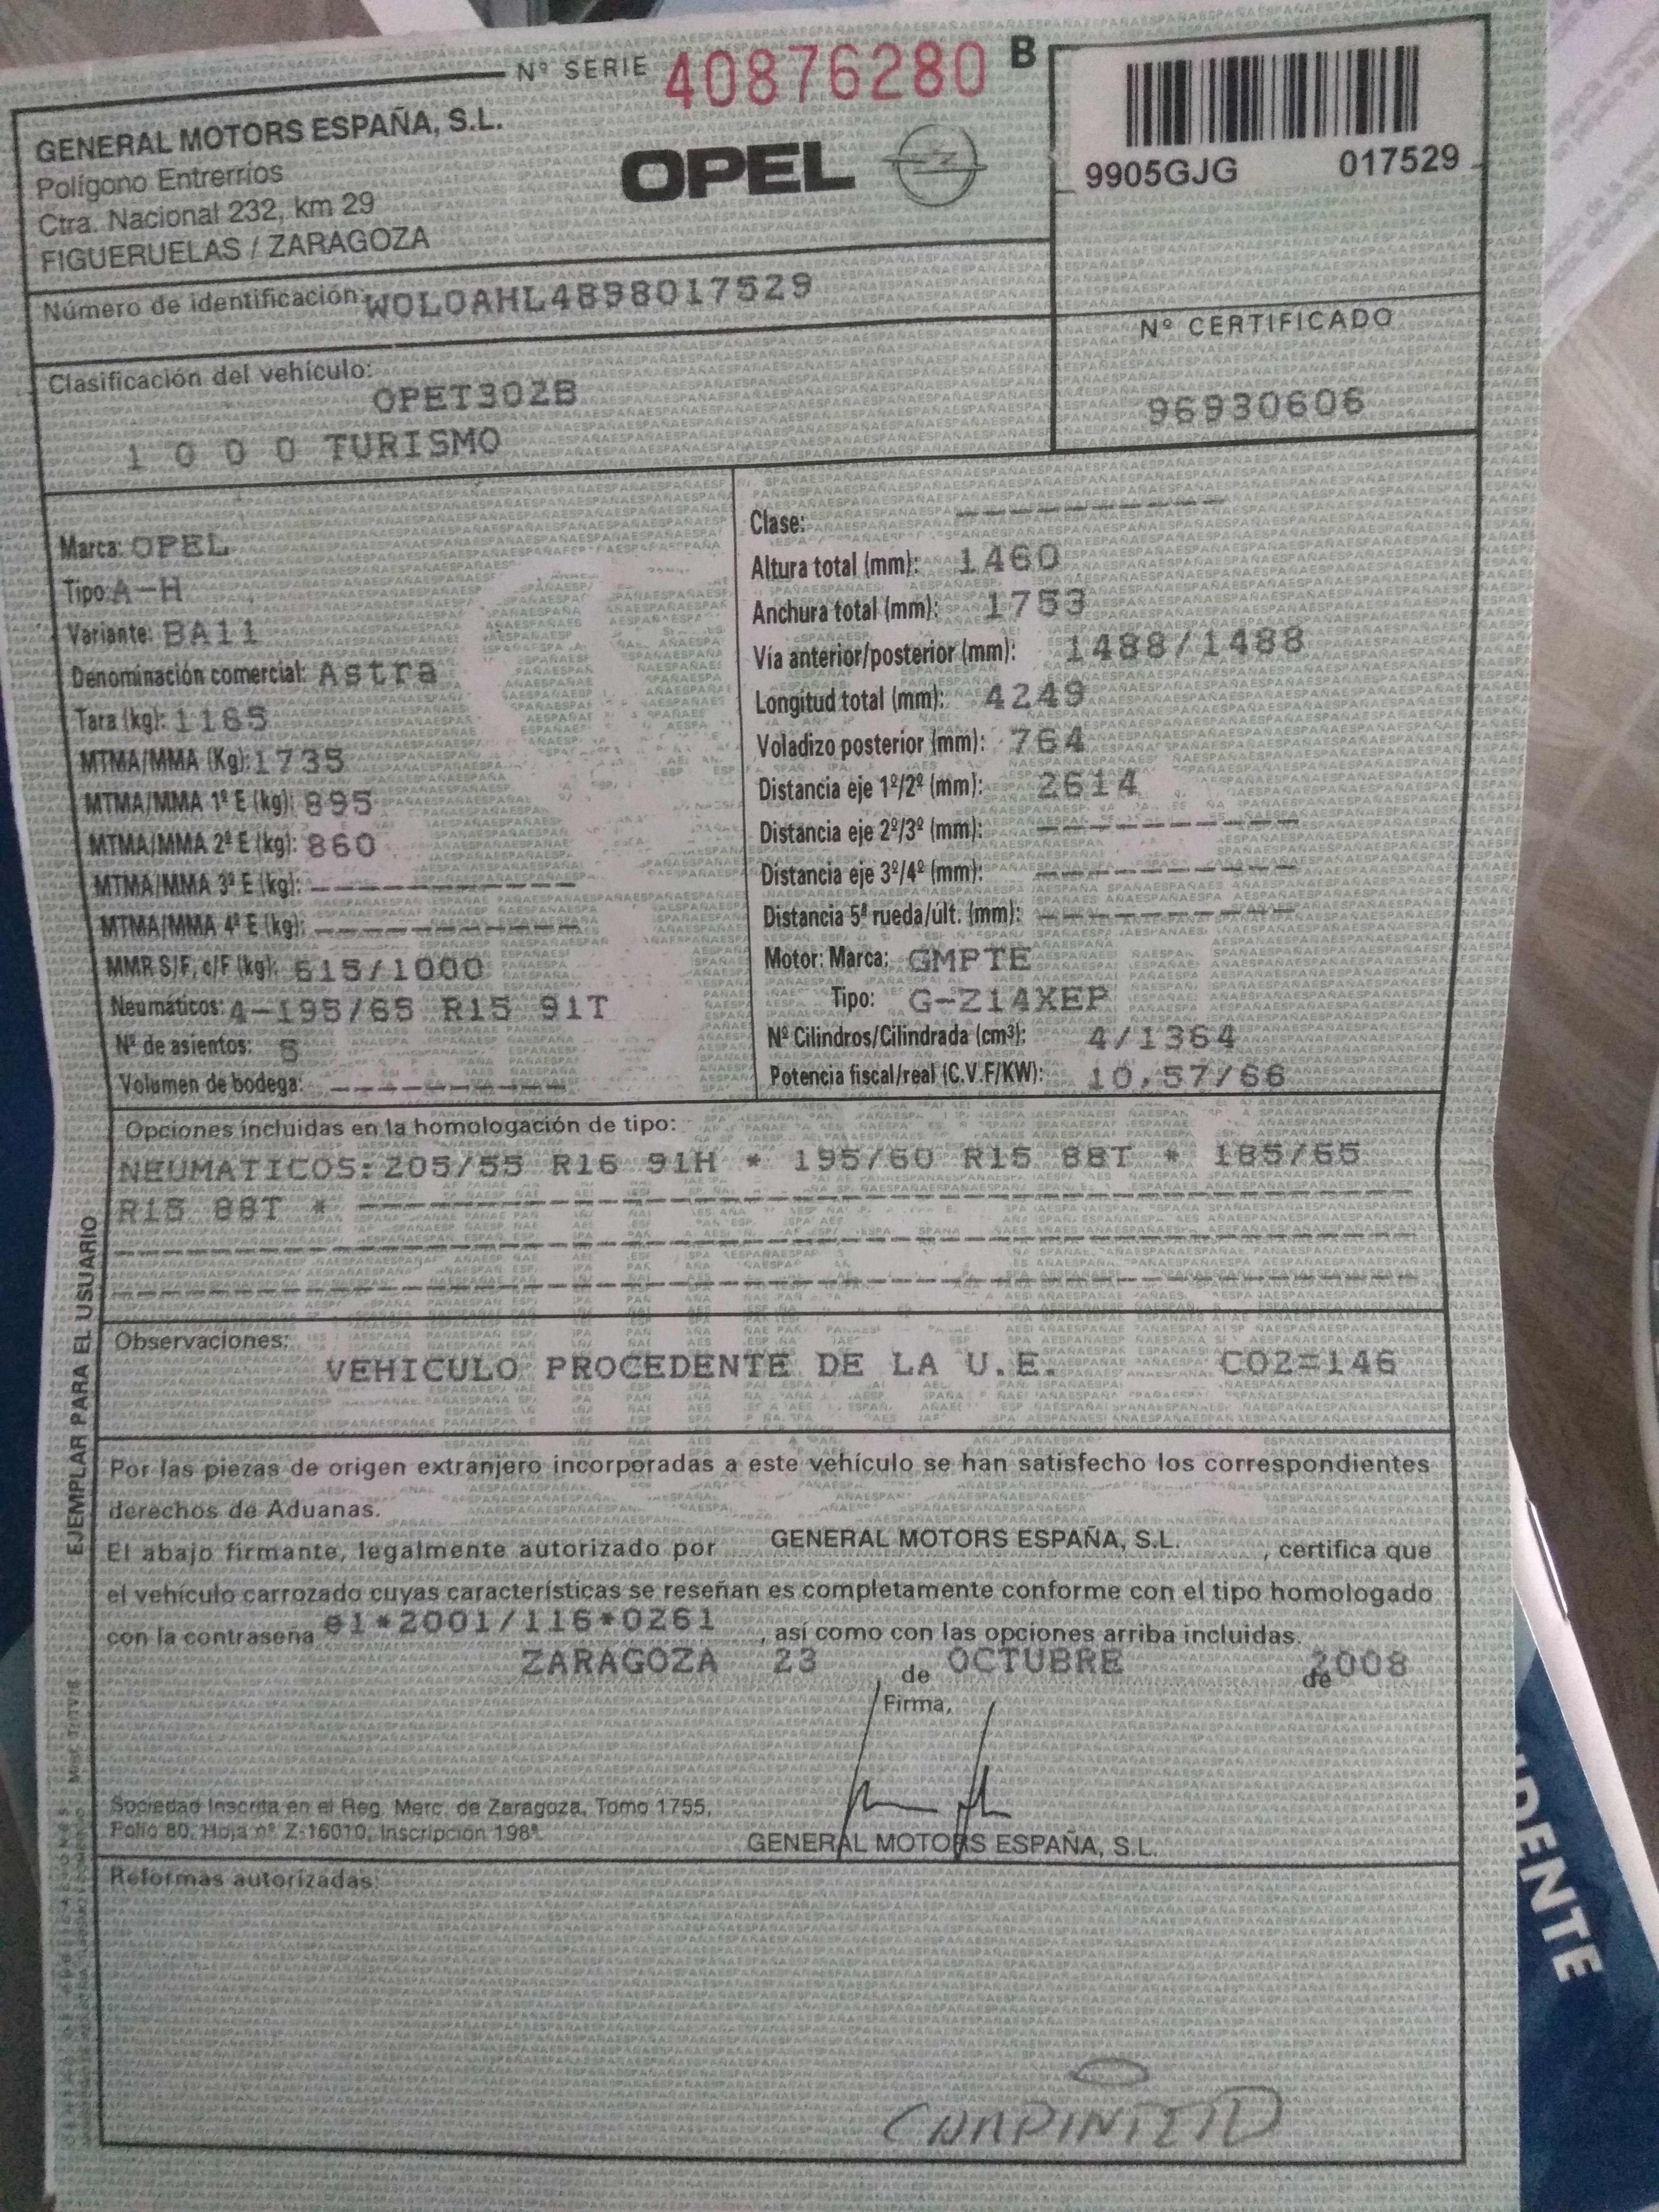 Nº SERIE 40876280 B
GENERAL MOTORS ESPAÑA, S.L.
Polígono Entrerríos
Ctra. Nacional 232, km 29
FIGUERUELAS / ZARAGOZA
OPEL
9905GJG 017529
Número de identificación: W0L0AHL4898017529
Nº CERTIFICADO
96930606
Clasificación del vehículo:
OPET302B
1 0 0 0 TURISMO
Marca: OPEL
Tipo: A-H
Variante: BA11
Denominación comercial: Astra
Tara (kg): 1165
MTMA/MMA (Kg): 1735
MTMA/MMA 1º E (kg): 895
MTMA/MMA 2º E (kg): 860
MTMA/MMA 3º E (kg): -----------
MTMA/MMA 4º E (kg): -----------
MMR S/F, c/F (kg): 615/1000
Neumáticos: 4-195/65 R15 91T
Nº de asientos: 5
Volumen de bodega: ----------
Clase: -----------
Altura total (mm): 1460
Anchura total (mm): 1753
Vía anterior/posterior (mm): 1488/1488
Longitud total (mm): 4249
Voladizo posterior (mm): 764
Distancia eje 1º/2º (mm): 2614
Distancia eje 2º/3º (mm): -----------
Distancia eje 3º/4º (mm): -----------
Distancia 5ª rueda/últ. (mm): -----------
Motor: Marca: GMPTE
Tipo: G-Z14XEP
Nº Cilindros/Cilindrada (cm³): 4/1364
Potencia fiscal/real (C.V.F/KW): 10,57/66
Opciones incluidas en la homologación de tipo:
NEUMATICOS: 205/55 R16 91H * 195/60 R15 88T * 185/65
R15 88T *
Observaciones:
VEHICULO PROCEDENTE DE LA U.E. CO2=146
Por las piezas de origen extranjero incorporadas a este vehículo se han satisfecho los correspondientes
derechos de Aduanas.
El abajo firmante, legalmente autorizado por GENERAL MOTORS ESPAÑA, S.L. , certifica que
el vehículo carrozado cuyas características se reseñan es completamente conforme con el tipo homologado
con la contraseña e1*2001/116*0261 , así como con las opciones arriba incluidas.
ZARAGOZA 23 de OCTUBRE de 2008
Firma,
Sociedad Inscrita en el Reg. Merc. de Zaragoza, Tomo 1755,
Folio 80, Hoja nº Z-16010, Inscripción 198ª
GENERAL MOTORS ESPAÑA, S.L.
Reformas autorizadas:
EJEMPLAR PARA EL USUARIO